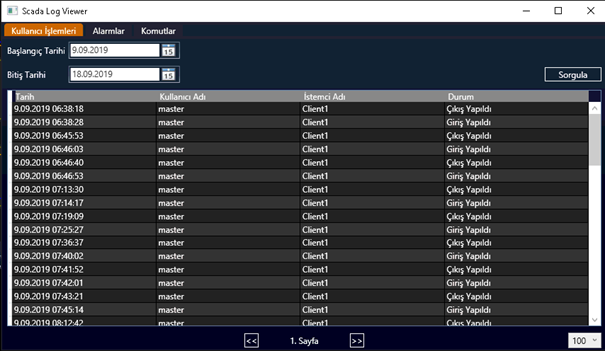 Scada Log Viewer
Kullanıcı İşlemleri Alarmlar Komutlar
Başlangıç Tarihi 9.09.2019 15
Bitiş Tarihi 18.09.2019 15 Sorgula
Tarih Kullanıcı Adı İstemci Adı Durum
9.09.2019 06:38:18 master Client1 Çıkış Yapıldı
9.09.2019 06:38:28 master Client1 Giriş Yapıldı
9.09.2019 06:45:53 master Client1 Çıkış Yapıldı
9.09.2019 06:46:03 master Client1 Giriş Yapıldı
9.09.2019 06:46:40 master Client1 Çıkış Yapıldı
9.09.2019 06:46:53 master Client1 Giriş Yapıldı
9.09.2019 07:13:30 master Client1 Çıkış Yapıldı
9.09.2019 07:14:17 master Client1 Giriş Yapıldı
9.09.2019 07:19:09 master Client1 Çıkış Yapıldı
9.09.2019 07:25:27 master Client1 Giriş Yapıldı
9.09.2019 07:36:37 master Client1 Çıkış Yapıldı
9.09.2019 07:40:02 master Client1 Giriş Yapıldı
9.09.2019 07:41:52 master Client1 Çıkış Yapıldı
9.09.2019 07:42:01 master Client1 Giriş Yapıldı
9.09.2019 07:43:21 master Client1 Çıkış Yapıldı
9.09.2019 07:45:14 master Client1 Giriş Yapıldı
9.09.2019 08:12:42 master Client1 Çıkış Yapıldı
<< 1. Sayfa >> 100